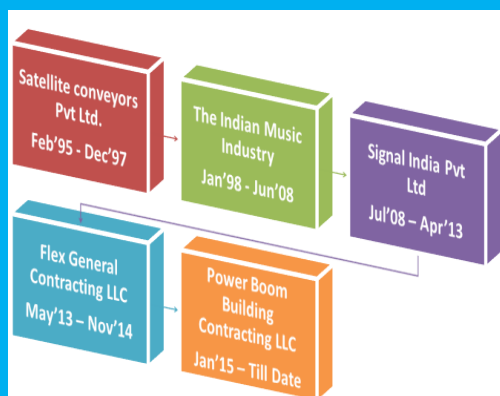 Satellite conveyors
Pvt Ltd.
Feb'95 - Dec'97
The Indian Music
Industry
Jan'98 - Jun'08
Signal India Pvt
Ltd
Jul'08 – Apr'13
Flex General
Contracting LLC
May'13 – Nov'14
Power Boom
Building
Contracting LLC
Jan'15 – Till Date